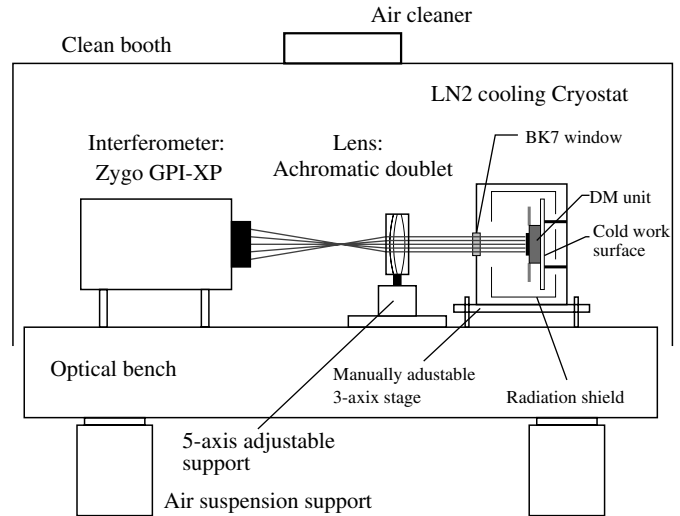 Air cleaner
Clean booth
LN2 cooling Cryostat
Interferometer:
Zygo GPI-XP
Lens:
Achromatic doublet
BK7 window
DM unit
Cold work
surface
Optical bench
Manually adustable
3-axix stage
Radiation shield
5-axis adjustable
support
Air suspension support